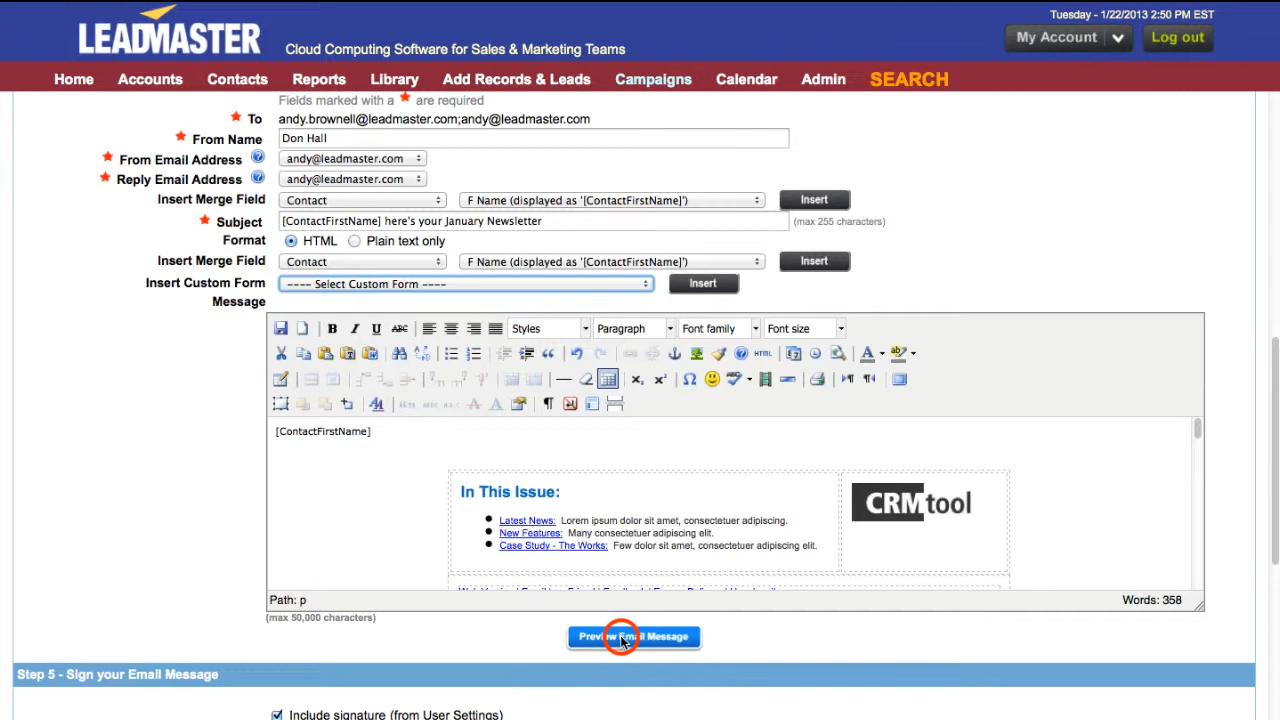 Tuesday - 1/22/2013 2:50 PM EST
LEADMASTER
Cloud Computing Software for Sales & Marketing Teams
My Account
Log out
Home Accounts Contacts Reports Library Add Records & Leads Campaigns Calendar Admin SEARCH
Fields marked with a ★ are required
★ To andy.brownell@leadmaster.com;andy@leadmaster.com
★ From Name Don Hall
★ From Email Address ? andy@leadmaster.com
★ Reply Email Address ? andy@leadmaster.com
Insert Merge Field Contact F Name (displayed as '[ContactFirstName]') Insert
★ Subject [ContactFirstName] here's your January Newsletter (max 255 characters)
Format HTML Plain text only
Insert Merge Field Contact F Name (displayed as '[ContactFirstName]') Insert
Insert Custom Form ---- Select Custom Form ---- Insert
Message
B I U ABC Styles Paragraph Font family Font size
HTML
[ContactFirstName]
In This Issue:
CRMtool
• Latest News: Lorem ipsum dolor sit amet, consectetuer adipiscing.
• New Features: Many consectetuer adipiscing elit.
• Case Study - The Works: Few dolor sit amet, consectetuer adipiscing elit.
Path: p Words: 358
(max 50,000 characters)
Preview Email Message
Step 5 - Sign your Email Message
Include signature (from User Settings)